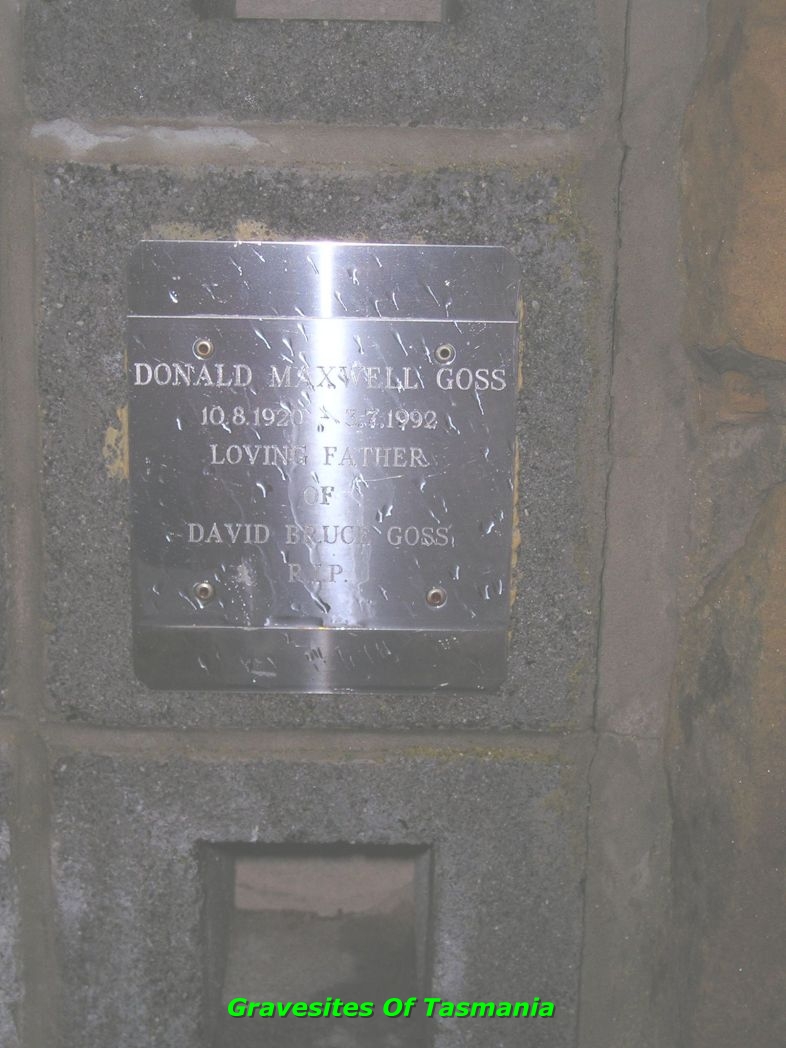 DONALD MAXWELL GOSS
10.8.1920 - 3.7.1992
LOVING FATHER
OF
DAVID BRUCE GOSS
R.I.P.
Gravesites Of Tasmania